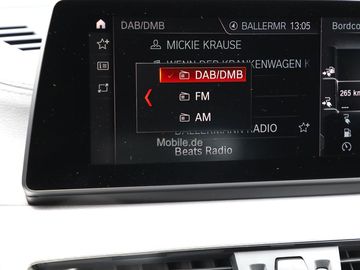 DAB/DMB
BALLERMR 13:05
Bordco
MICKIE KRAUSE
WENN DER KRANKENWAGEN K
DAB/DMB
265 km
FM
AM
BALLERMANN RADIO
Mobile.de
Beats Radio